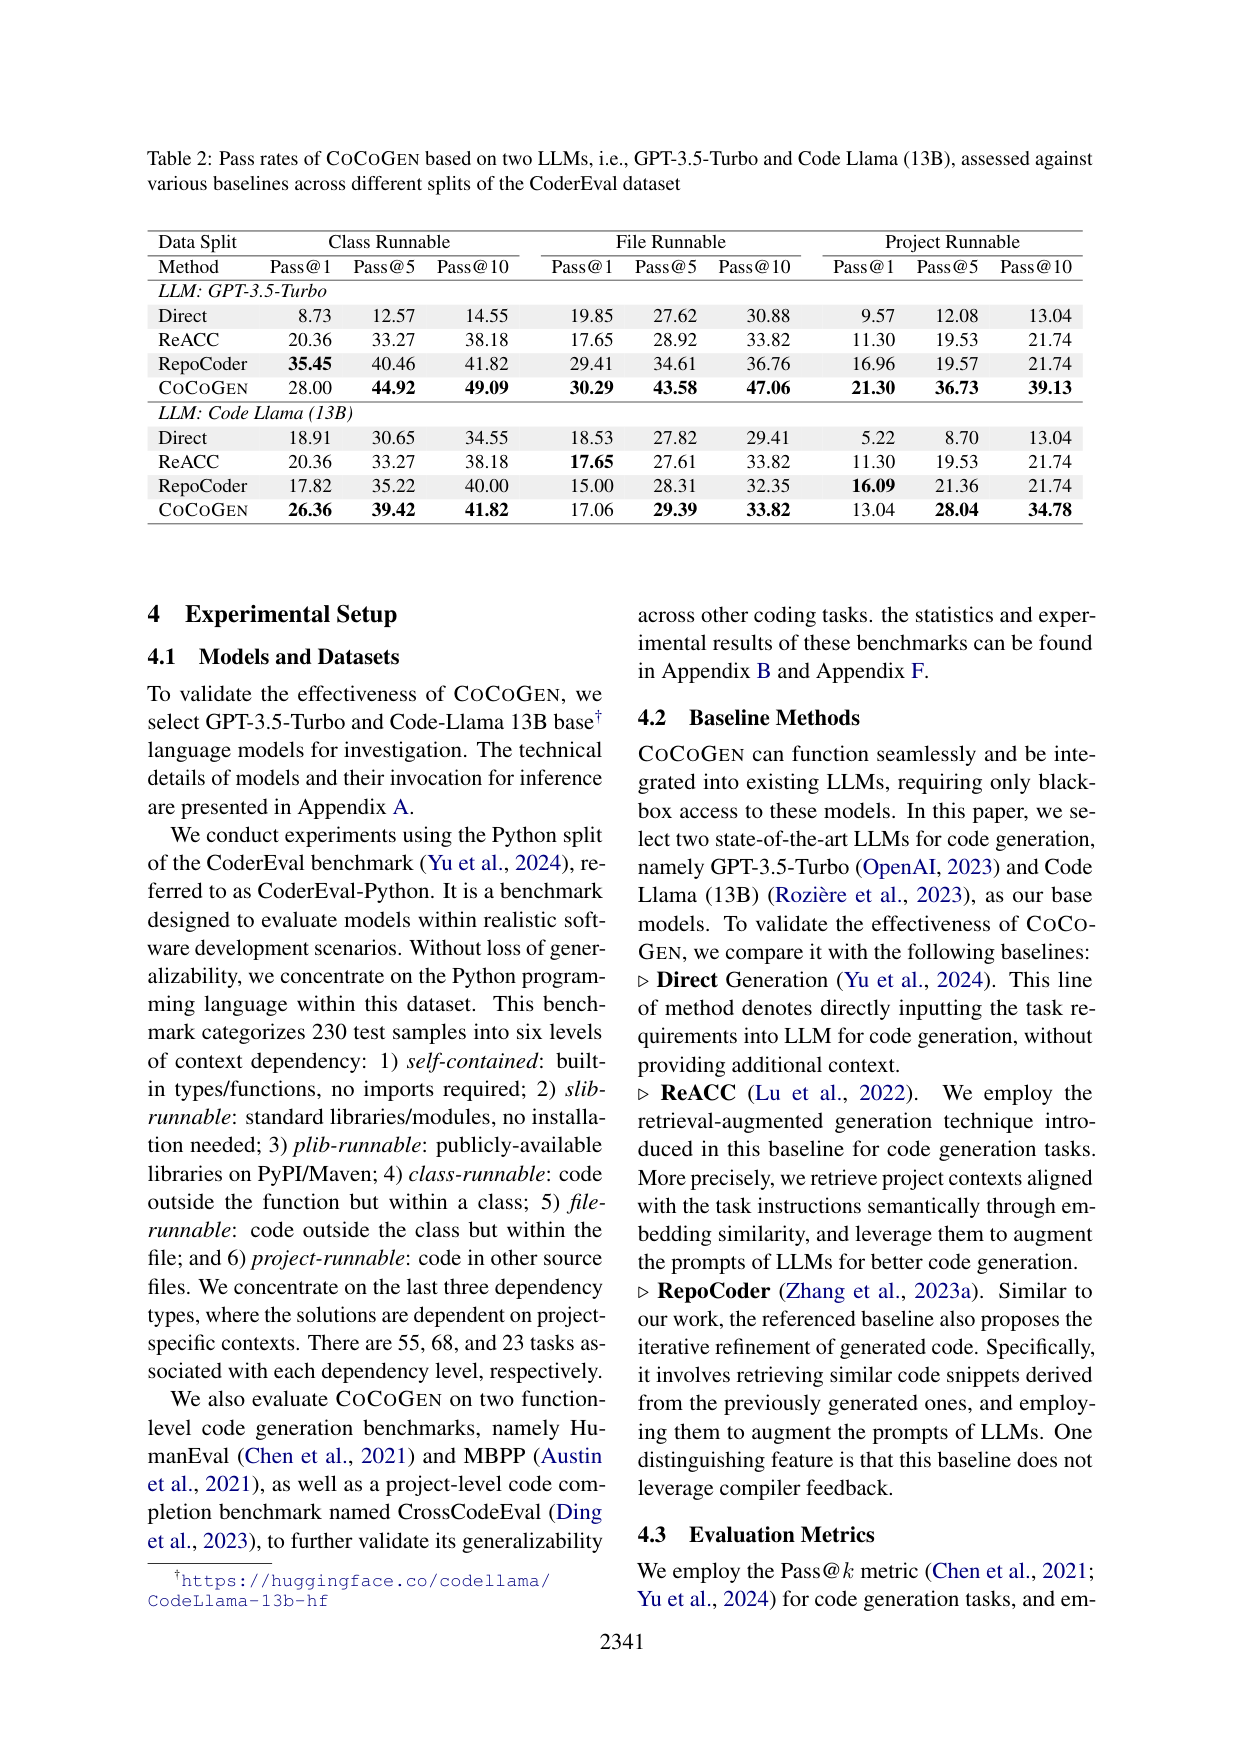 Table 2: Pass rates of COCOGEN based on two LLMs, i.e., GPT-3.5-Turbo and Code Llama (13B), assessed against
various baselines across different splits of the CoderEval dataset
Data Split Class Runnable File Runnable Project Runnable
Method Pass@1 Pass@5 Pass@10 Pass@1 Pass@5 Pass@10 Pass@1 Pass@5 Pass@10
LLM: GPT-3.5-Turbo
Direct 8.73 12.57 14.55 19.85 27.62 30.88 9.57 12.08 13.04
ReACC 20.36 33.27 38.18 17.65 28.92 33.82 11.30 19.53 21.74
RepoCoder 35.45 40.46 41.82 29.41 34.61 36.76 16.96 19.57 21.74
COCOGEN 28.00 44.92 49.09 30.29 43.58 47.06 21.30 36.73 39.13
LLM: Code Llama (13B)
Direct 18.91 30.65 34.55 18.53 27.82 29.41 5.22 8.70 13.04
ReACC 20.36 33.27 38.18 17.65 27.61 33.82 11.30 19.53 21.74
RepoCoder 17.82 35.22 40.00 15.00 28.31 32.35 16.09 21.36 21.74
COCOGEN 26.36 39.42 41.82 17.06 29.39 33.82 13.04 28.04 34.78
4 Experimental Setup
4.1 Models and Datasets
To validate the effectiveness of COCOGEN, we
select GPT-3.5-Turbo and Code-Llama 13B base†
language models for investigation. The technical
details of models and their invocation for inference
are presented in Appendix A.
We conduct experiments using the Python split
of the CoderEval benchmark (Yu et al., 2024), re-
ferred to as CoderEval-Python. It is a benchmark
designed to evaluate models within realistic soft-
ware development scenarios. Without loss of gener-
alizability, we concentrate on the Python program-
ming language within this dataset. This bench-
mark categorizes 230 test samples into six levels
of context dependency: 1) self-contained: built-
in types/functions, no imports required; 2) slib-
runnable: standard libraries/modules, no installa-
tion needed; 3) plib-runnable: publicly-available
libraries on PyPI/Maven; 4) class-runnable: code
outside the function but within a class; 5) file-
runnable: code outside the class but within the
file; and 6) project-runnable: code in other source
files. We concentrate on the last three dependency
types, where the solutions are dependent on project-
specific contexts. There are 55, 68, and 23 tasks as-
sociated with each dependency level, respectively.
We also evaluate COCOGEN on two function-
level code generation benchmarks, namely Hu-
manEval (Chen et al., 2021) and MBPP (Austin
et al., 2021), as well as a project-level code com-
pletion benchmark named CrossCodeEval (Ding
et al., 2023), to further validate its generalizability
†https://huggingface.co/codellama/
CodeLlama-13b-hf
across other coding tasks. the statistics and exper-
imental results of these benchmarks can be found
in Appendix B and Appendix F.
4.2 Baseline Methods
COCOGEN can function seamlessly and be inte-
grated into existing LLMs, requiring only black-
box access to these models. In this paper, we se-
lect two state-of-the-art LLMs for code generation,
namely GPT-3.5-Turbo (OpenAI, 2023) and Code
Llama (13B) (Rozière et al., 2023), as our base
models. To validate the effectiveness of COCO-
GEN, we compare it with the following baselines:
▷ Direct Generation (Yu et al., 2024). This line
of method denotes directly inputting the task re-
quirements into LLM for code generation, without
providing additional context.
▷ ReACC (Lu et al., 2022). We employ the
retrieval-augmented generation technique intro-
duced in this baseline for code generation tasks.
More precisely, we retrieve project contexts aligned
with the task instructions semantically through em-
bedding similarity, and leverage them to augment
the prompts of LLMs for better code generation.
▷ RepoCoder (Zhang et al., 2023a). Similar to
our work, the referenced baseline also proposes the
iterative refinement of generated code. Specifically,
it involves retrieving similar code snippets derived
from the previously generated ones, and employ-
ing them to augment the prompts of LLMs. One
distinguishing feature is that this baseline does not
leverage compiler feedback.
4.3 Evaluation Metrics
We employ the Pass@k metric (Chen et al., 2021;
Yu et al., 2024) for code generation tasks, and em-
2341